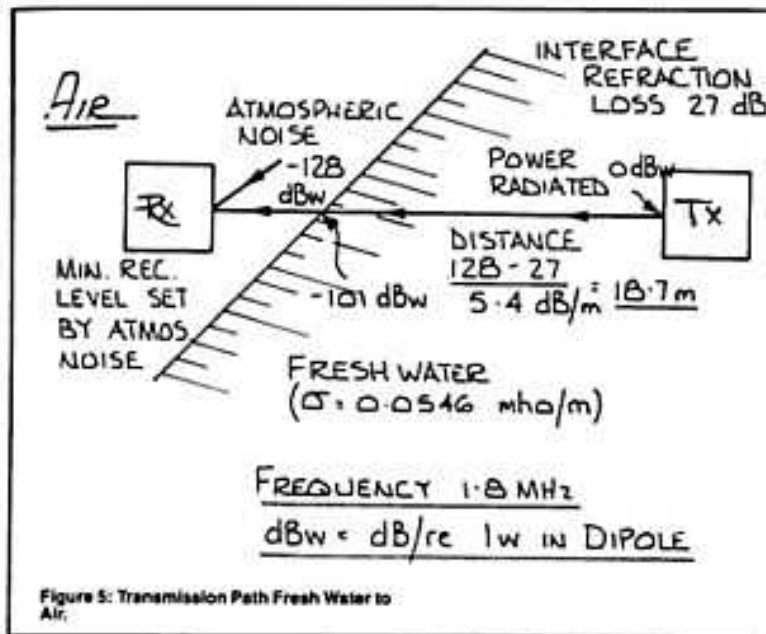 AIR
INTERFACE
REFRACTION
LOSS 27 dB
ATMOSPHERIC
NOISE
-128
dBw
POWER
RADIATED
0 dBw
Rx
Tx
MIN. REC.
LEVEL SET
BY ATMOS
NOISE
-101 dBw
DISTANCE
128 - 27
5.4 dB/m = 18.7m
FRESH WATER
(σ = 0.0546 mho/m)
FREQUENCY 1.8 MHz
dBw = dB/re 1w IN DIPOLE
Figure 5: Transmission Path Fresh Water to
Air.